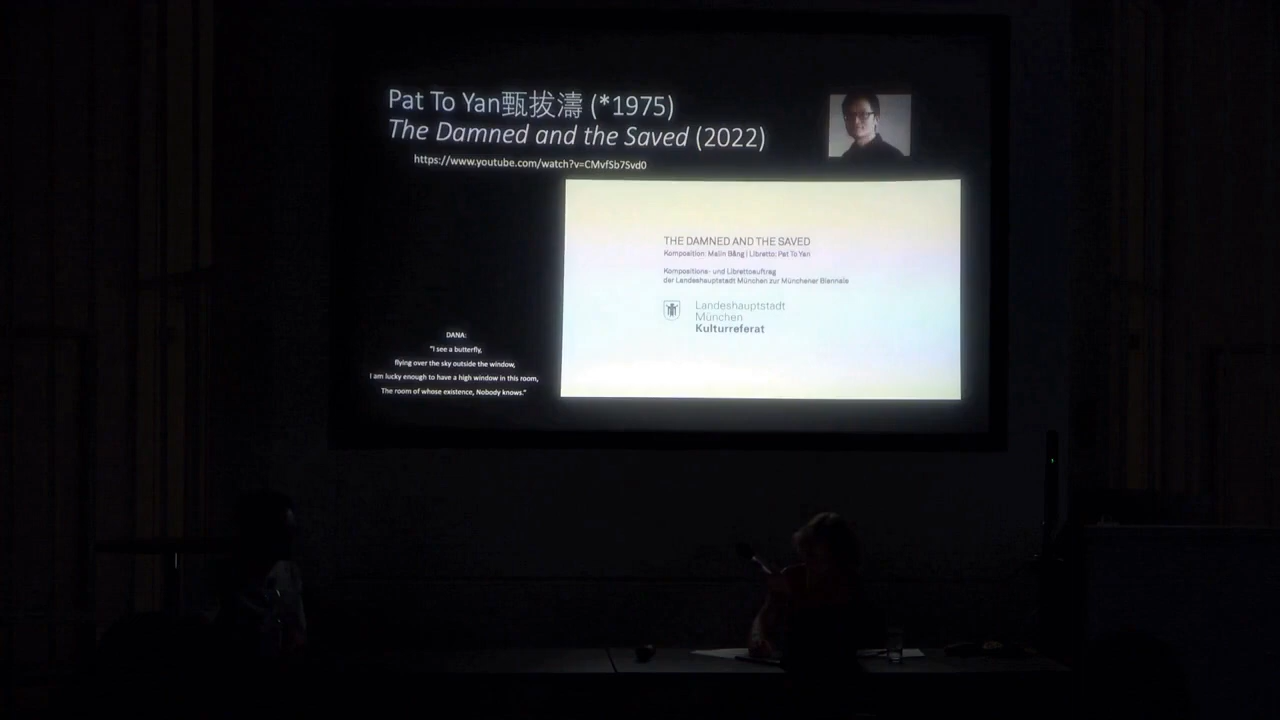 Pat To Yan甄拔濤 (*1975)
The Damned and the Saved (2022)
https://www.youtube.com/watch?v=CMvfSb7Svd0
THE DAMNED AND THE SAVED
Komposition: Malin Bång | Libretto: Pat To Yan
Kompositions- und Librettoauftrag
der Landeshauptstadt München zur Münchener Biennale
Landeshauptstadt
München
Kulturreferat
DANA:
"I see a butterfly,
flying over the sky outside the window,
I am lucky enough to have a high window in this room,
The room of whose existence, Nobody knows."